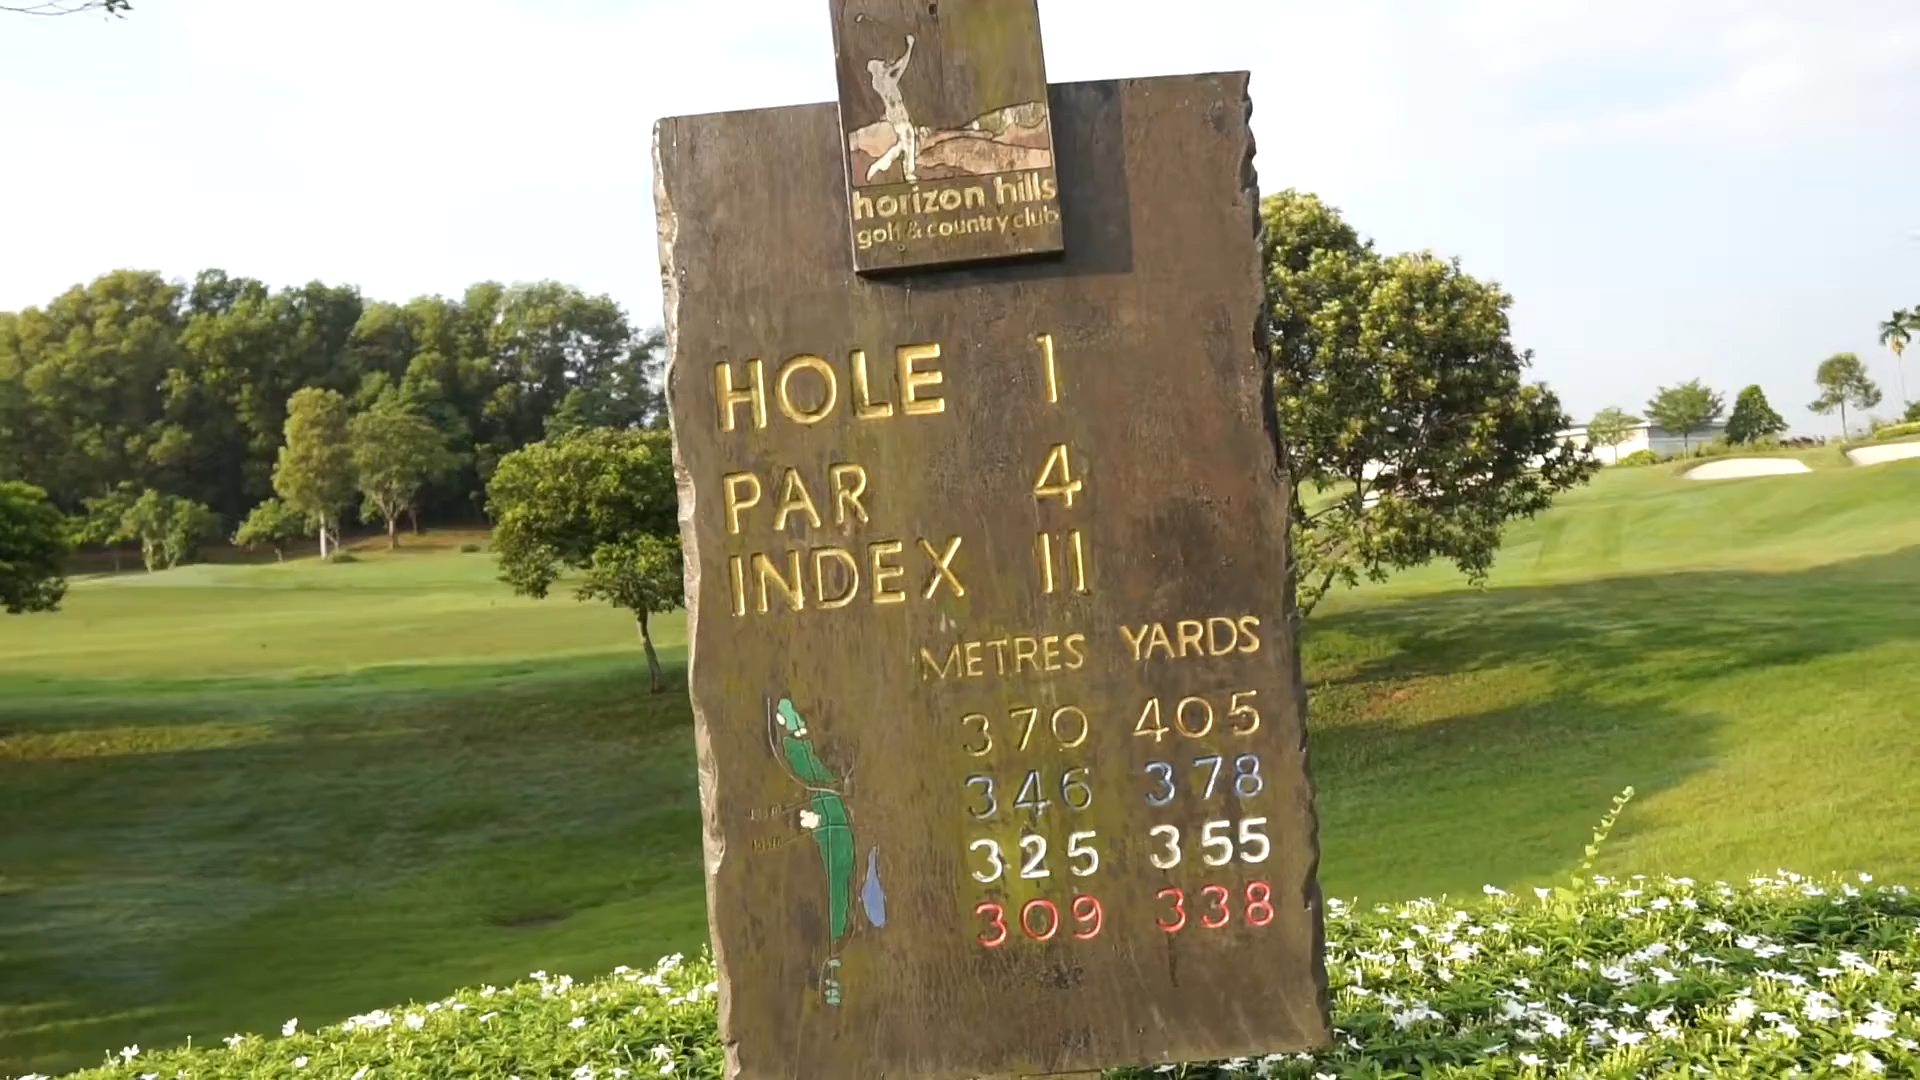 horizon hills
golf & country club
HOLE 1
PAR 4
INDEX 11
METRES YARDS
370 405
346 378
325 355
309 338